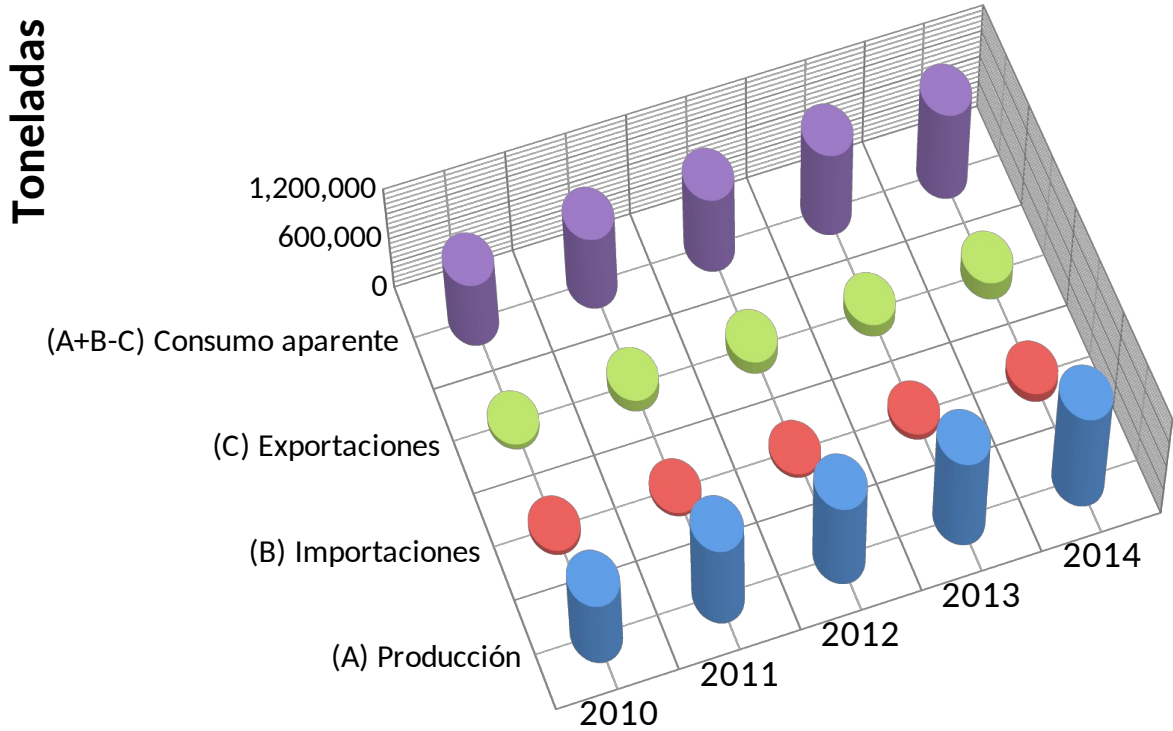 Toneladas
1,200,000
600,000
0
(A+B-C) Consumo aparente
(C) Exportaciones
(B) Importaciones
(A) Producción
2010
2011
2012
2013
2014